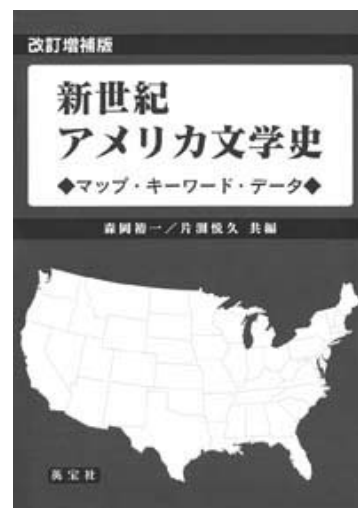 改訂増補版
新世紀
アメリカ文学史
◆マップ・キーワード・データ◆
森岡裕一／片渕悦久 共編
英宝社